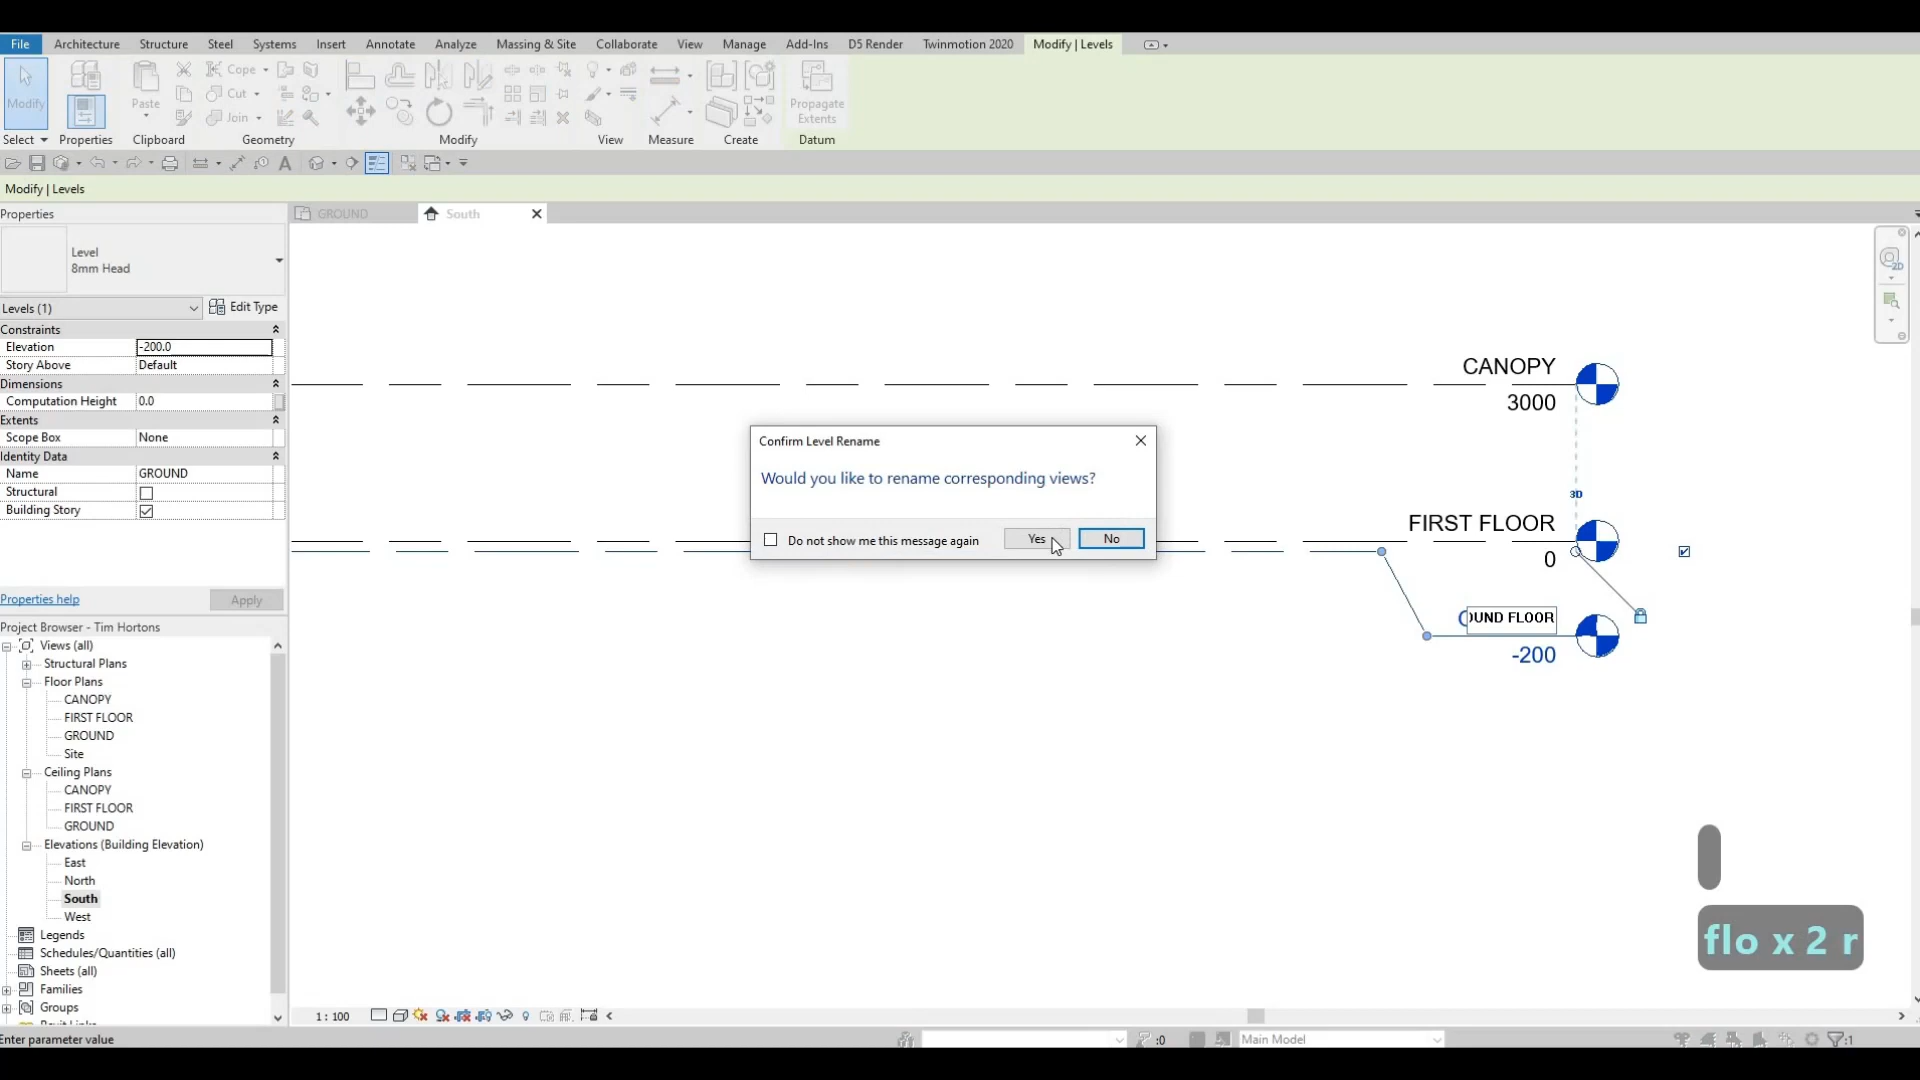 File Architecture Structure Steel Systems Insert Annotate Analyze Massing & Site Collaborate View Manage Add-Ins D5 Render Twinmotion 2020 Modify | Levels
Cope
Modify Paste Cut Propagate
Extents
Join
Select Properties Clipboard Geometry Modify View Measure Create Datum
Modify | Levels
Properties
GROUND
South
Level
8mm Head
Levels (1)
Edit Type
Constraints
Elevation -200.0
Story Above Default
Dimensions
Computation Height 0.0
Extents
Scope Box None
Identity Data
Name GROUND
Structural
Building Story
Properties help
Apply
Project Browser - Tim Hortons
Views (all)
Structural Plans
Floor Plans
CANOPY
FIRST FLOOR
GROUND
Site
Ceiling Plans
CANOPY
FIRST FLOOR
GROUND
Elevations (Building Elevation)
East
North
South
West
Legends
Schedules/Quantities (all)
Sheets (all)
Families
Groups
CANOPY
3000
3D
FIRST FLOOR
0
OUND FLOOR
-200
2D
Confirm Level Rename
Would you like to rename corresponding views?
Do not show me this message again
Yes
No
flo x 2 r
1 : 100
Enter parameter value
:0
Main Model
:1